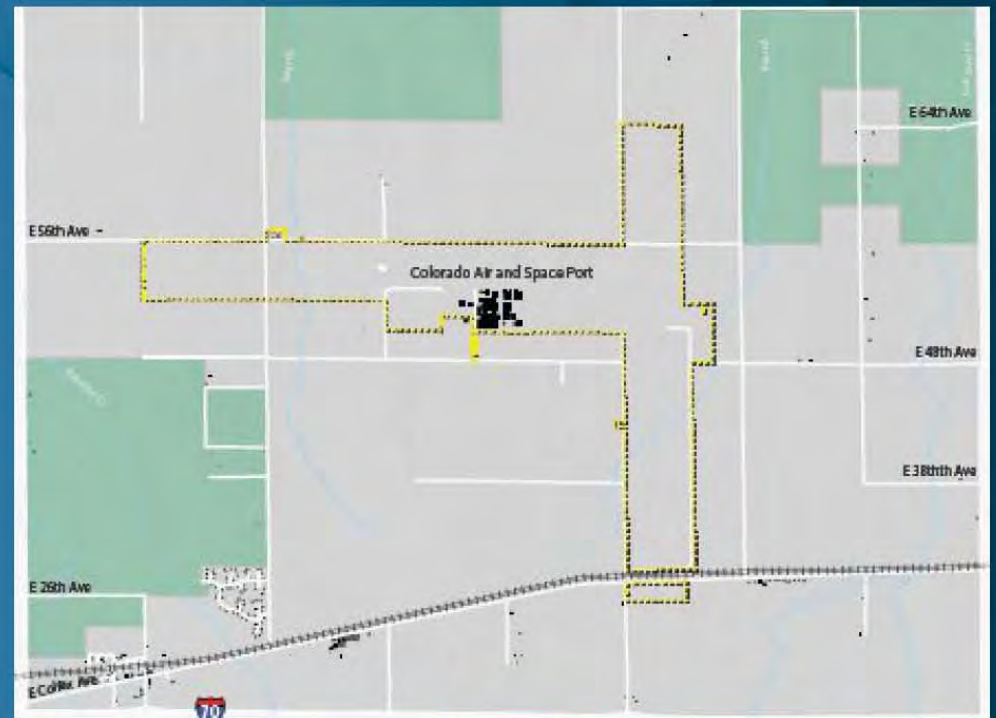 E 64th Ave
E 56th Ave
Colorado Air and Space Port
E 48th Ave
E 38thth Ave
E 26th Ave
E Colfax Ave
70